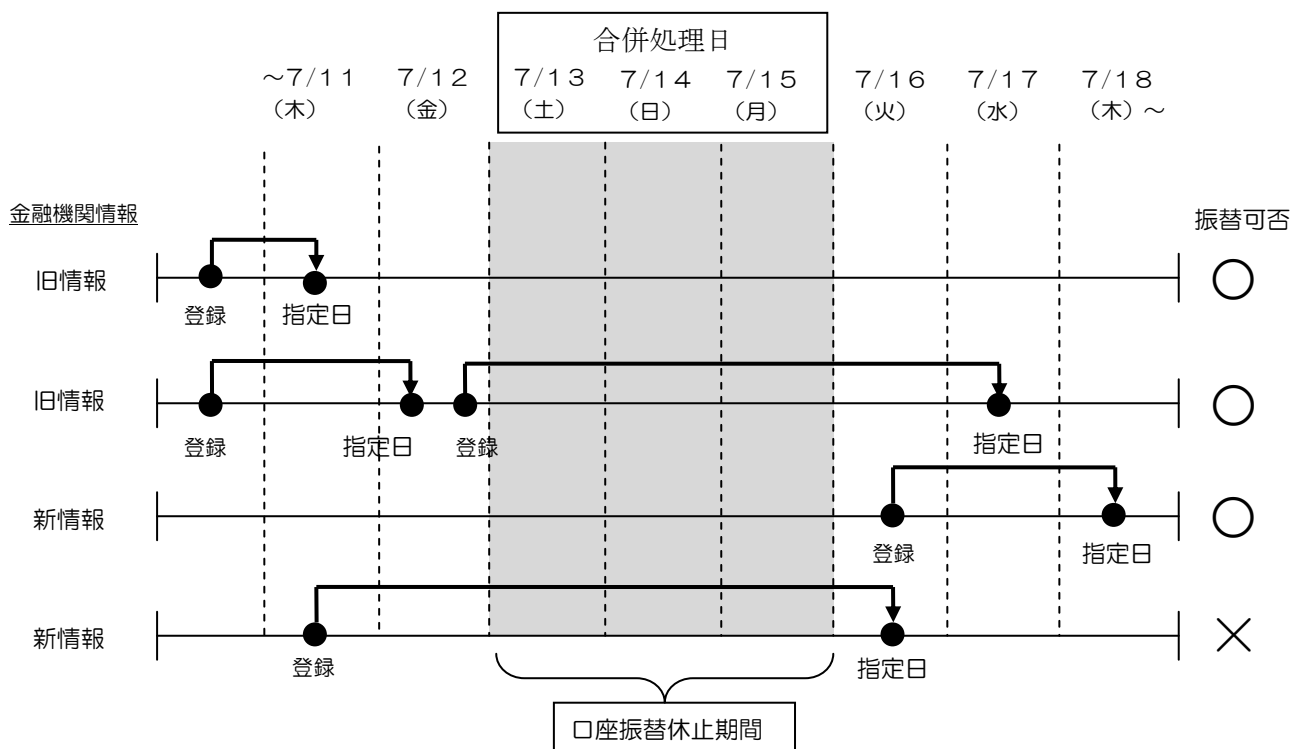 合併処理日
～7/11 7/12 7/13 7/14 7/15 7/16 7/17 7/18
（木） （金） （土） （日） （月） （火） （水） （木）～
金融機関情報 振替可否
旧情報 ○
登録 指定日
旧情報 ○
登録 指定日 登録 指定日
新情報 ○
登録 指定日
新情報 ×
登録 指定日
口座振替休止期間